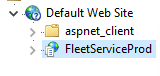 Default Web Site
aspnet_client
FleetServiceProd